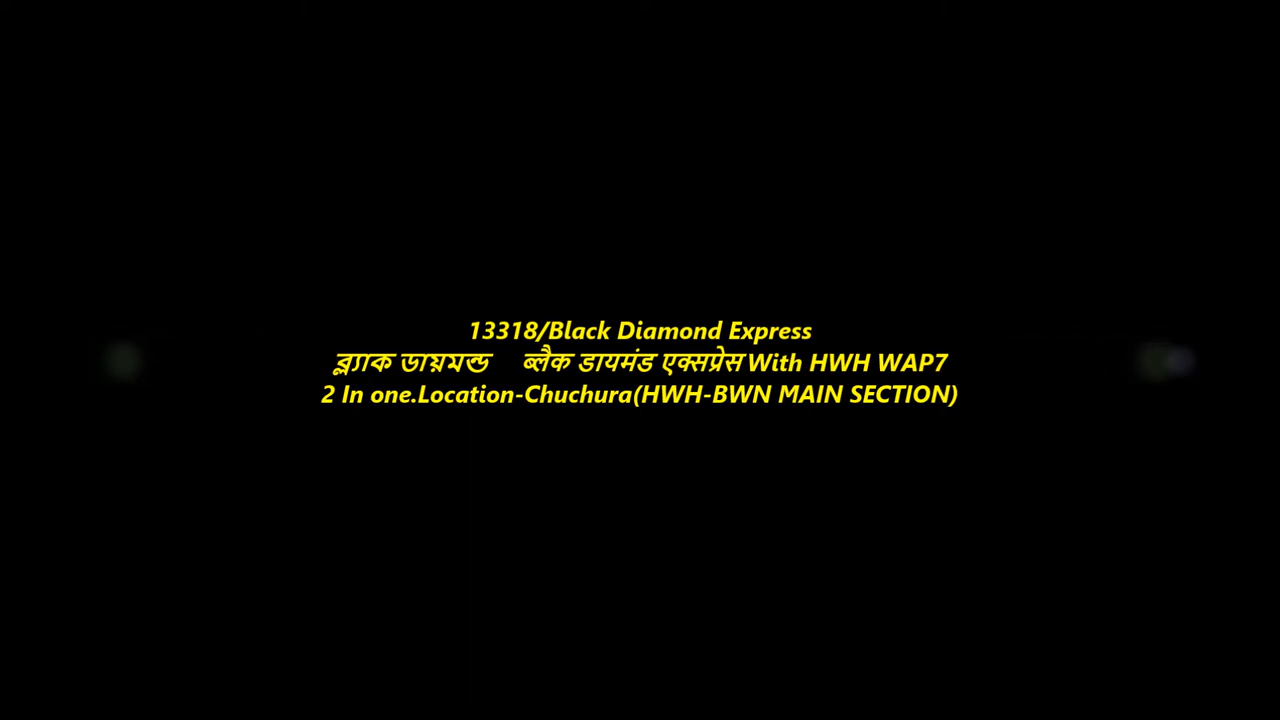 13318/Black Diamond Express
ব্ল্যাক ডায়মন্ড ब्लैक डायमंड एक्सप्रेस With HWH WAP7
2 In one.Location-Chuchura(HWH-BWN MAIN SECTION)